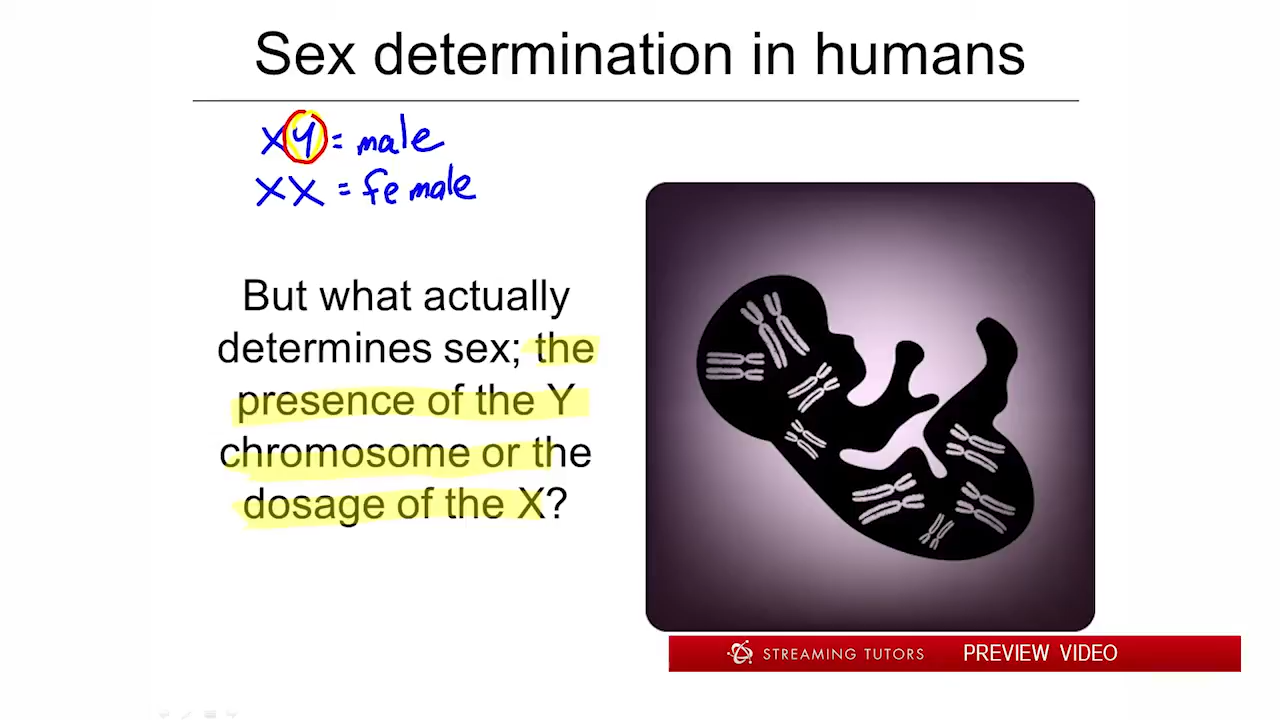 Sex determination in humans
XY = male
XX = female
But what actually
determines sex; the
presence of the Y
chromosome or the
dosage of the X?
STREAMING TUTORS PREVIEW VIDEO